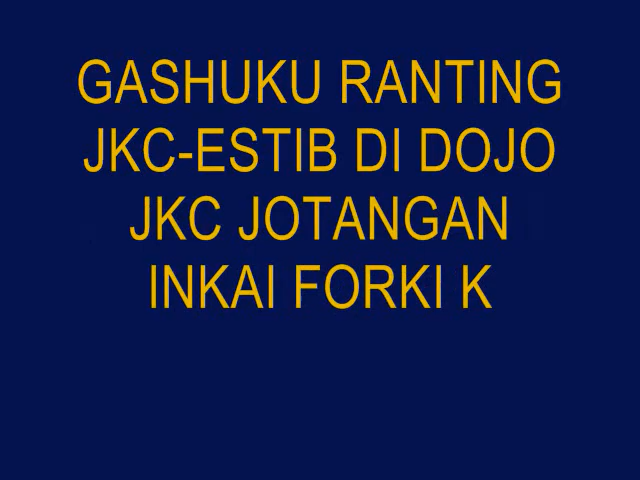 GASHUKU RANTING
JKC-ESTIB DI DOJO
JKC JOTANGAN
INKAI FORKI K